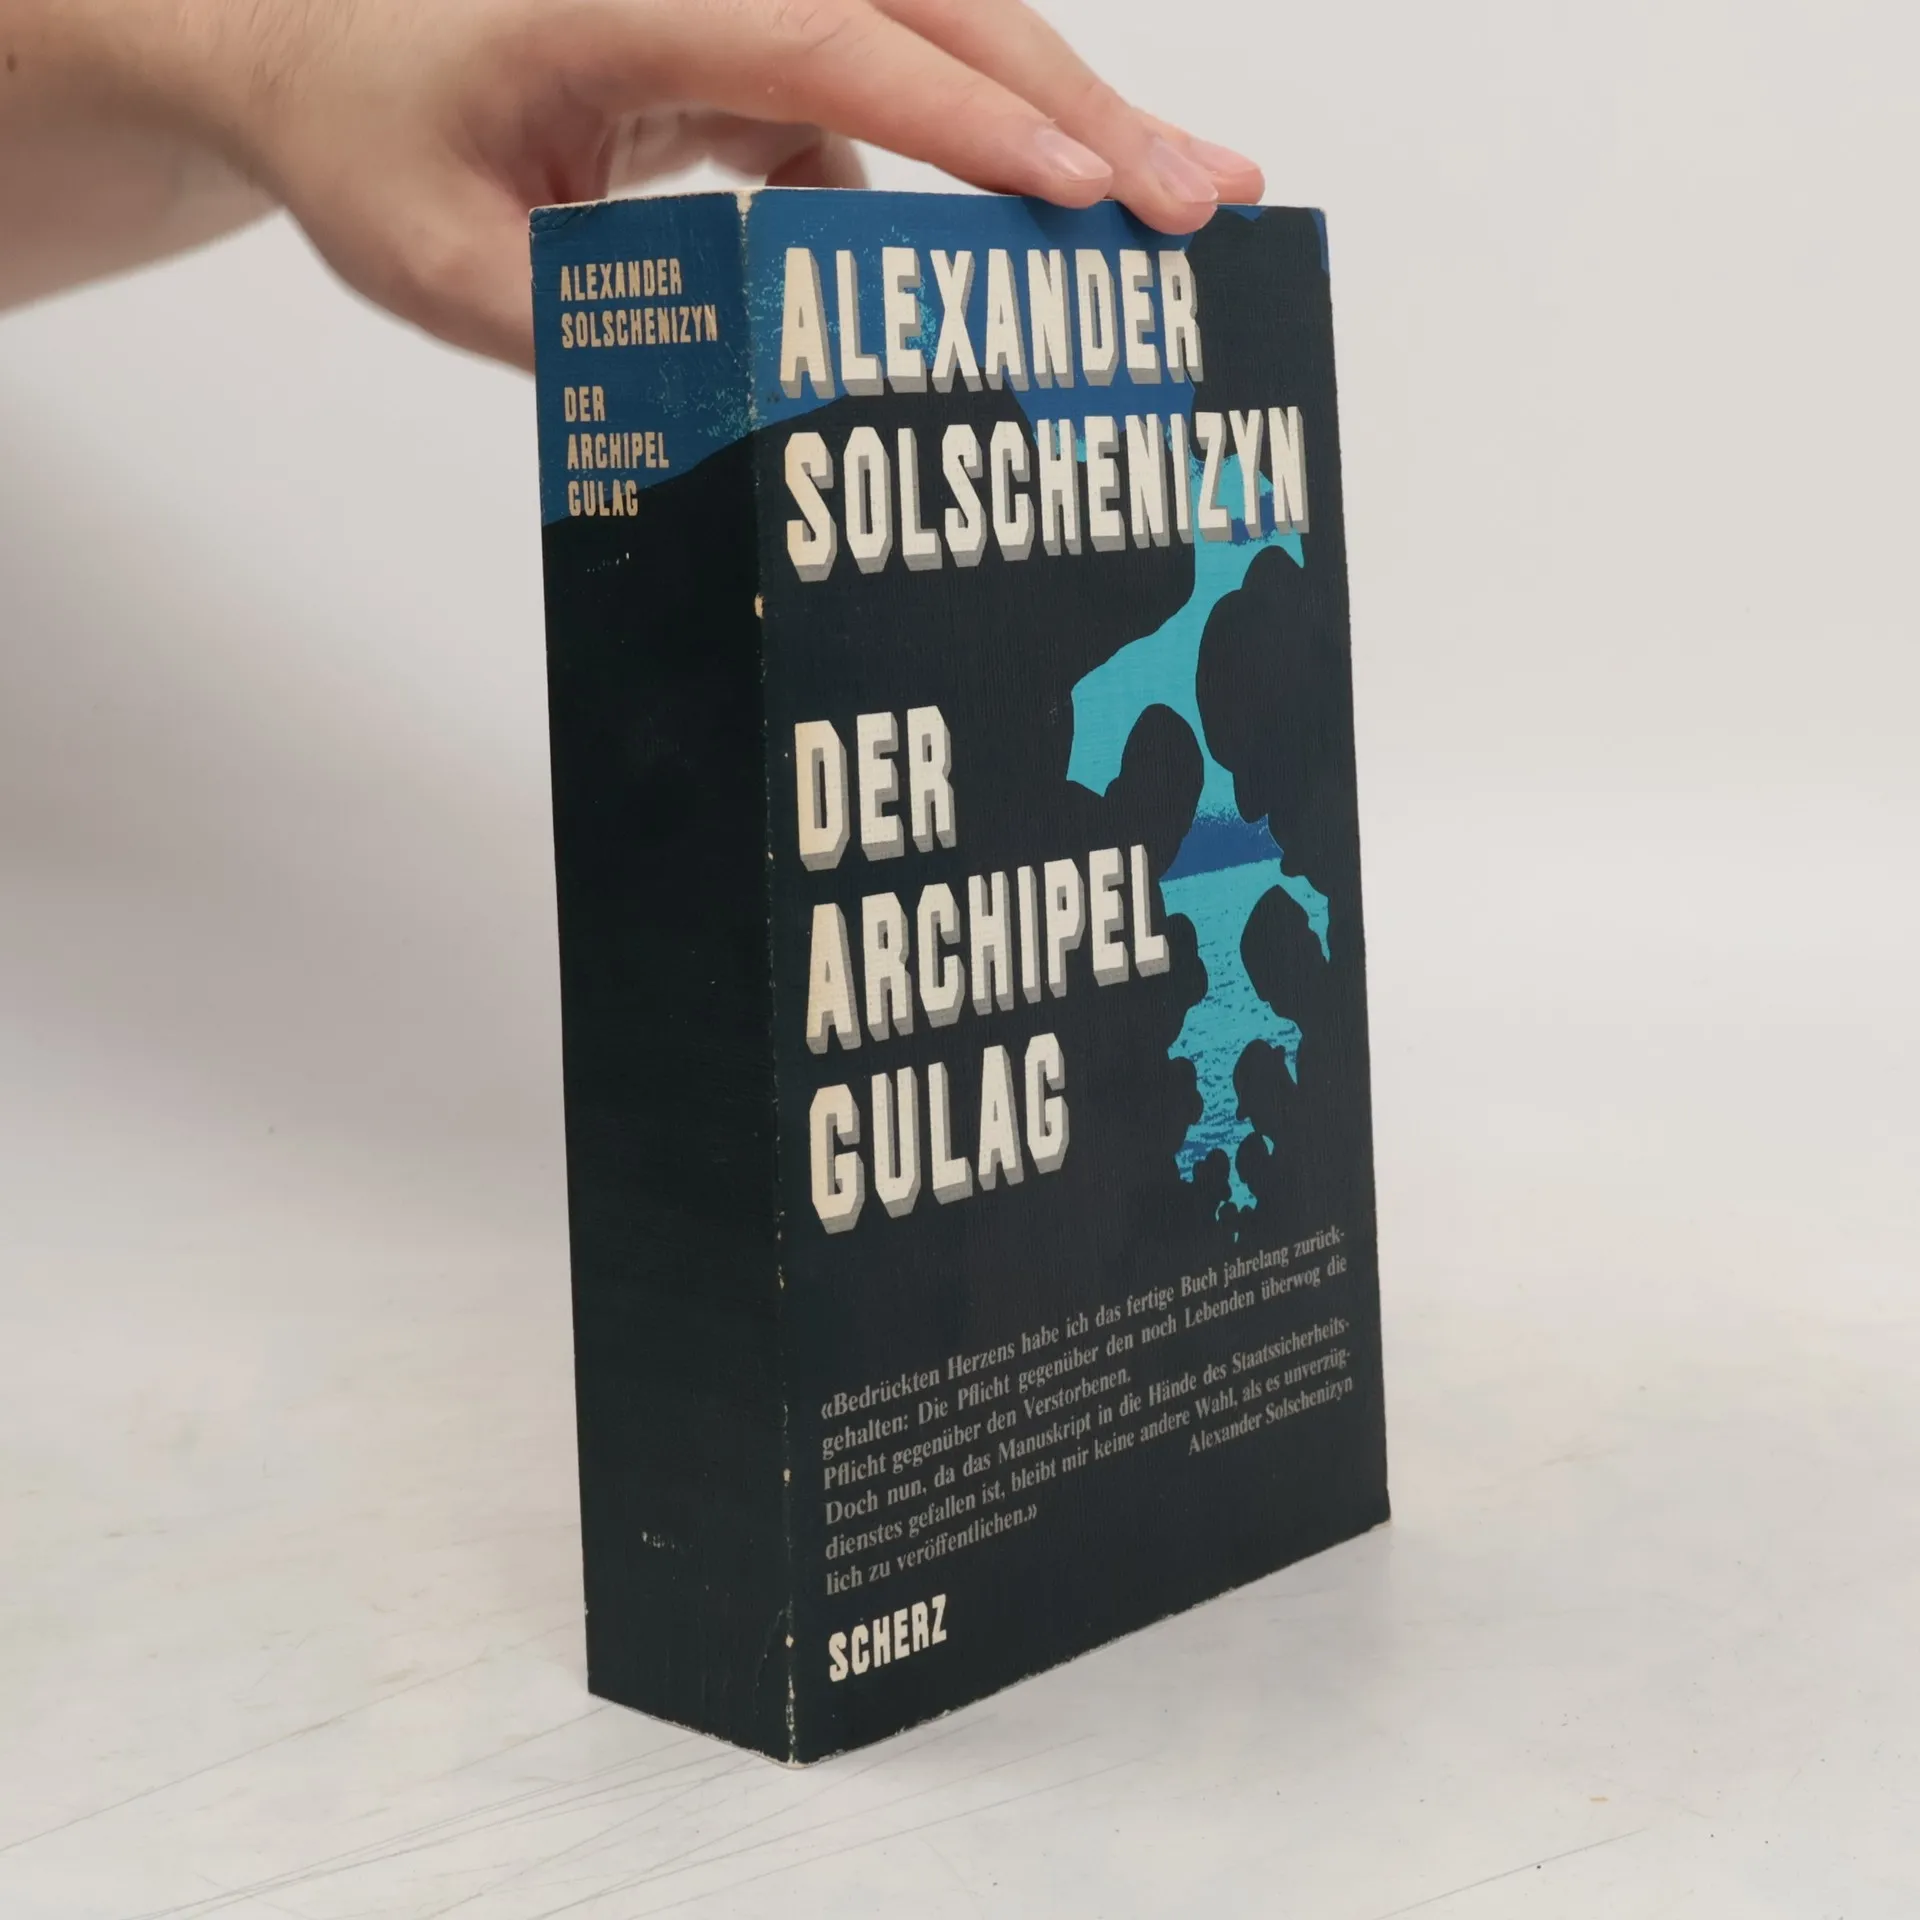 ALEXANDER
SOLSCHENIZYN
DER
ARCHIPEL
GULAG
ALEXANDER
SOLSCHENIZYN
DER
ARCHIPEL
GULAG
«Bedrückten Herzens habe ich das fertige Buch jahrelang zurück-
gehalten: Die Pflicht gegenüber den noch Lebenden überwog die
Pflicht gegenüber den Verstorbenen.
Doch nun, da das Manuskript in die Hände des Staatssicherheits-
dienstes gefallen ist, bleibt mir keine andere Wahl, als es unverzüg-
lich zu veröffentlichen.»
Alexander Solschenizyn
SCHERZ